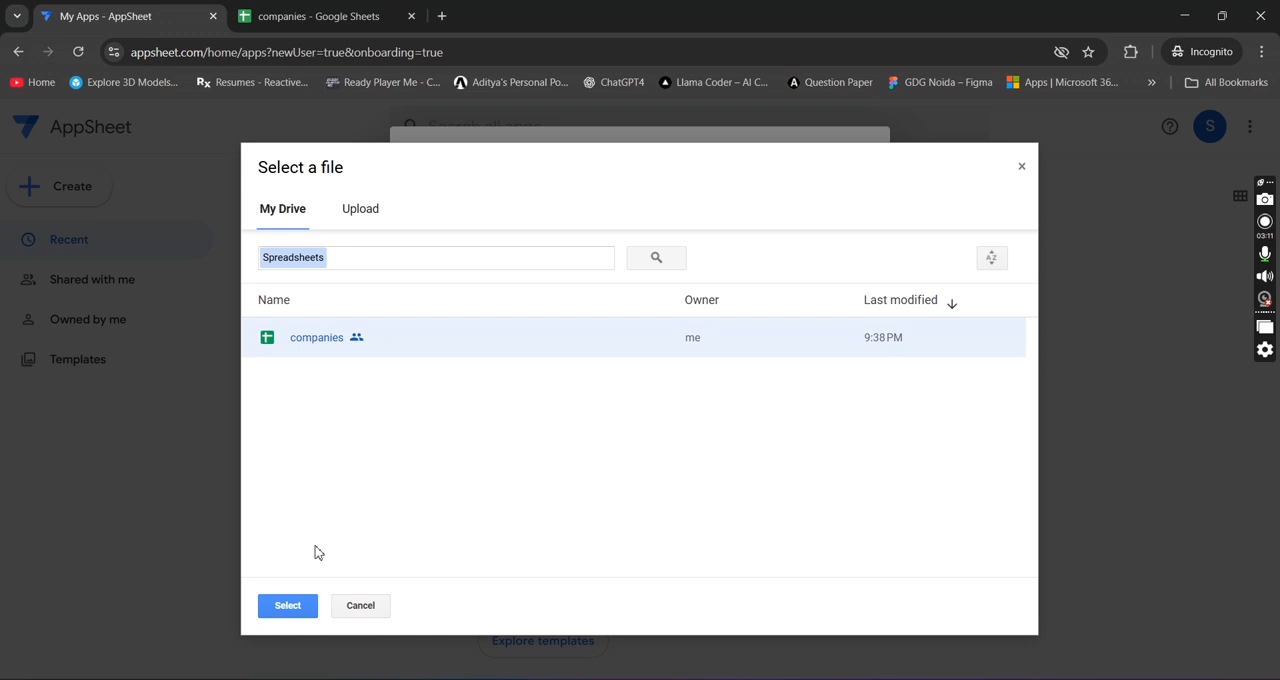 My Apps - AppSheet
companies - Google Sheets
appsheet.com/home/apps?newUser=true&onboarding=true
Incognito
Home
Explore 3D Models...
Resumes - Reactive...
Ready Player Me - C...
Aditya's Personal Po...
ChatGPT4
Llama Coder – AI C...
Question Paper
GDG Noida – Figma
Apps | Microsoft 36...
All Bookmarks
AppSheet
S
Create
Recent
Shared with me
Owned by me
Templates
Select a file
My Drive
Upload
Spreadsheets
AZ
Name
Owner
Last modified
companies
me
9:38 PM
Select
Cancel
Explore templates
03:11